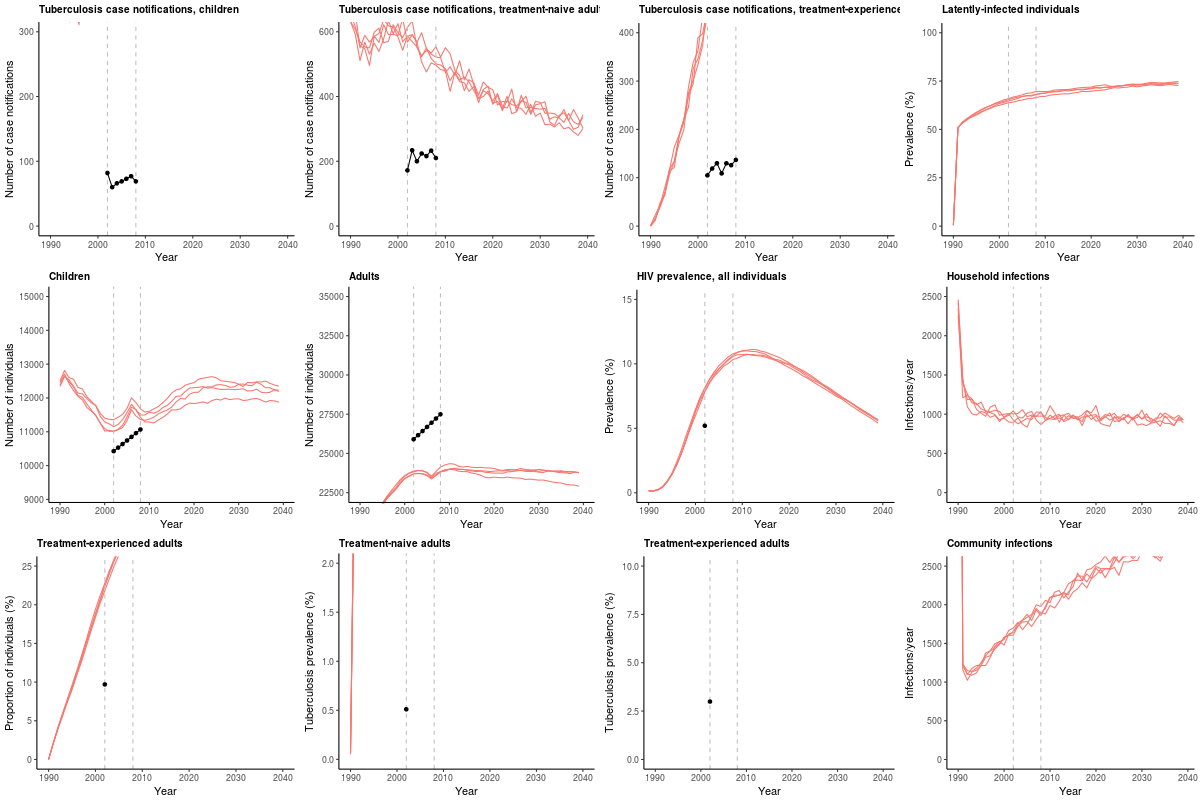 Tuberculosis case notifications, children
Number of case notifications
300
200
100
0
1990 2000 2010 2020 2030 2040
Year
Tuberculosis case notifications, treatment-naive adul
Number of case notifications
600
400
200
0
1990 2000 2010 2020 2030 2040
Year
Tuberculosis case notifications, treatment-experience
Number of case notifications
400
300
200
100
0
1990 2000 2010 2020 2030 2040
Year
Latently-infected individuals
Prevalence (%)
100
75
50
25
0
1990 2000 2010 2020 2030 2040
Year
Children
Number of individuals
15000
14000
13000
12000
11000
10000
9000
1990 2000 2010 2020 2030 2040
Year
Adults
Number of individuals
35000
32500
30000
27500
25000
22500
1990 2000 2010 2020 2030 2040
Year
HIV prevalence, all individuals
Prevalence (%)
15
10
5
0
1990 2000 2010 2020 2030 2040
Year
Household infections
Infections/year
2500
2000
1500
1000
500
0
1990 2000 2010 2020 2030 2040
Year
Treatment-experienced adults
Proportion of individuals (%)
25
20
15
10
5
0
1990 2000 2010 2020 2030 2040
Year
Treatment-naive adults
Tuberculosis prevalence (%)
2.0
1.5
1.0
0.5
0.0
1990 2000 2010 2020 2030 2040
Year
Treatment-experienced adults
Tuberculosis prevalence (%)
10.0
7.5
5.0
2.5
0.0
1990 2000 2010 2020 2030 2040
Year
Community infections
Infections/year
2500
2000
1500
1000
500
0
1990 2000 2010 2020 2030 2040
Year